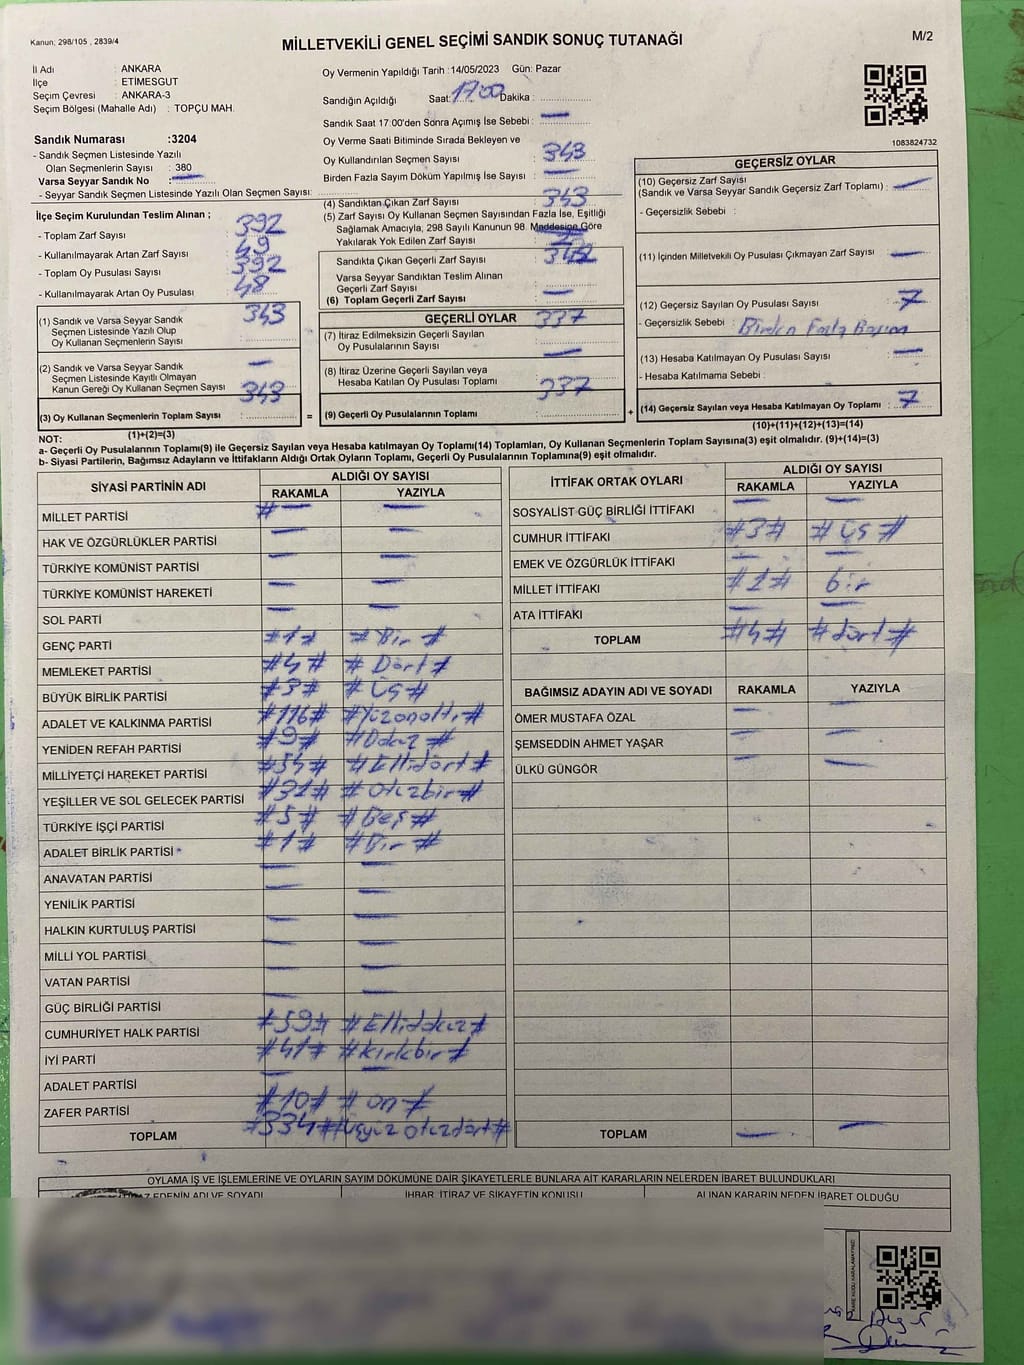 Kanun, 298/105 , 2839/4
MİLLETVEKİLİ GENEL SEÇİMİ SANDIK SONUÇ TUTANAĞI
M/2
İl Adı : ANKARA
İlçe : ETİMESGUT
Seçim Çevresi : ANKARA-3
Seçim Bölgesi (Mahalle Adı) : TOPÇU MAH.
Oy Vermenin Yapıldığı Tarih :14/05/2023 Gün: Pazar
Sandığın Açıldığı Saat: 17:00 Dakika :
Sandık Saat 17:00'den Sonra Açımış İse Sebebi : —
Sandık Numarası :3204
- Sandık Seçmen Listesinde Yazılı
Olan Seçmenlerin Sayısı : 380
Varsa Seyyar Sandık No : —
- Seyyar Sandık Seçmen Listesinde Yazılı Olan Seçmen Sayısı:
Oy Verme Saati Bitiminde Sırada Bekleyen ve
Oy Kullandırılan Seçmen Sayısı : 343
Birden Fazla Sayım Döküm Yapılmış İse Sayısı : —
1083824732
İlçe Seçim Kurulundan Teslim Alınan ;
- Toplam Zarf Sayısı : 392
- Kullanılmayarak Artan Zarf Sayısı : 49
- Toplam Oy Pusulası Sayısı : 392
- Kullanılmayarak Artan Oy Pusulası : 48
(1) Sandık ve Varsa Seyyar Sandık
Seçmen Listesinde Yazılı Olup
Oy Kullanan Seçmenlerin Sayısı : 343
(2) Sandık ve Varsa Seyyar Sandık
Seçmen Listesinde Kayıtlı Olmayan
Kanun Gereği Oy Kullanan Seçmen Sayısı : —
(3) Oy Kullanan Seçmenlerin Toplam Sayısı : 343
(1)+(2)=(3)
(4) Sandıktan Çıkan Zarf Sayısı : 343
(5) Zarf Sayısı Oy Kullanan Seçmen Sayısından Fazla İse, Eşitliği
Sağlamak Amacıyla, 298 Sayılı Kanunun 98. Maddesine Göre
Yakılarak Yok Edilen Zarf Sayısı :
Sandıkta Çıkan Geçerli Zarf Sayısı :
Varsa Seyyar Sandıktan Teslim Alınan
Geçerli Zarf Sayısı : —
(6) Toplam Geçerli Zarf Sayısı :
GEÇERLİ OYLAR
(7) İtiraz Edilmeksizin Geçerli Sayılan
Oy Pusulalarının Sayısı : 337
(8) İtiraz Üzerine Geçerli Sayılan veya
Hesaba Katılan Oy Pusulası Toplamı : —
= (9) Geçerli Oy Pusulalarının Toplamı : 337
GEÇERSİZ OYLAR
(10) Geçersiz Zarf Sayısı
(Sandık ve Varsa Seyyar Sandık Geçersiz Zarf Toplamı) : —
- Geçersizlik Sebebi :
(11) İçinden Milletvekili Oy Pusulası Çıkmayan Zarf Sayısı : —
(12) Geçersiz Sayılan Oy Pusulası Sayısı : 7
- Geçersizlik Sebebi : Birden Fazla Basım
(13) Hesaba Katılmayan Oy Pusulası Sayısı : —
- Hesaba Katılmama Sebebi :
+ (14) Geçersiz Sayılan veya Hesaba Katılmayan Oy Toplamı : 7
(10)+(11)+(12)+(13)=(14)
NOT:
a- Geçerli Oy Pusulalarının Toplamı(9) ile Geçersiz Sayılan veya Hesaba katılmayan Oy Toplamı(14) Toplamları, Oy Kullanan Seçmenlerin Toplam Sayısına(3) eşit olmalıdır. (9)+(14)=(3)
b- Siyasi Partilerin, Bağımsız Adayların ve İttifakların Aldığı Ortak Oyların Toplamı, Geçerli Oy Pusulalarının Toplamına(9) eşit olmalıdır.
SİYASİ PARTİNİN ADI
ALDIĞI OY SAYISI
RAKAMLA YAZIYLA
MİLLET PARTİSİ # — —
HAK VE ÖZGÜRLÜKLER PARTİSİ — —
TÜRKİYE KOMÜNİST PARTİSİ — —
TÜRKİYE KOMÜNİST HAREKETİ — —
SOL PARTİ — —
GENÇ PARTİ #1# # Bir #
MEMLEKET PARTİSİ #4# # Dört #
BÜYÜK BİRLİK PARTİSİ #3# # Üç #
ADALET VE KALKINMA PARTİSİ #116# #Yüzonaltı#
YENİDEN REFAH PARTİSİ #9# #Dokuz #
MİLLİYETÇİ HAREKET PARTİSİ #54# #Ellidört#
YEŞİLLER VE SOL GELECEK PARTİSİ #31# # otuzbir#
TÜRKİYE İŞÇİ PARTİSİ #5# # Beş #
ADALET BİRLİK PARTİSİ #1# # Bir #
ANAVATAN PARTİSİ — —
YENİLİK PARTİSİ — —
HALKIN KURTULUŞ PARTİSİ — —
MİLLİ YOL PARTİSİ — —
VATAN PARTİSİ — —
GÜÇ BİRLİĞİ PARTİSİ — —
CUMHURİYET HALK PARTİSİ #59# #Ellidokuz#
İYİ PARTİ #41# #Kırkbir#
ADALET PARTİSİ — —
ZAFER PARTİSİ #10# # on #
TOPLAM #334# #üçyüz otuzdört#
İTTİFAK ORTAK OYLARI
ALDIĞI OY SAYISI
RAKAMLA YAZIYLA
SOSYALİST GÜÇ BİRLİĞİ İTTİFAKI — —
CUMHUR İTTİFAKI #3# # Üç #
EMEK VE ÖZGÜRLÜK İTTİFAKI — —
MİLLET İTTİFAKI #1# bir
ATA İTTİFAKI — —
TOPLAM #4# # dört #
BAĞIMSIZ ADAYIN ADI VE SOYADI RAKAMLA YAZIYLA
ÖMER MUSTAFA ÖZAL — —
ŞEMSEDDİN AHMET YAŞAR — —
ÜLKÜ GÜNGÖR — —
TOPLAM — —
OYLAMA İŞ VE İŞLEMLERİNE VE OYLARIN SAYIM DÖKÜMÜNE DAİR ŞİKAYETLERLE BUNLARA AİT KARARLARIN NELERDEN İBARET BULUNDUKLARI
EDENİN ADI VE SOYADI
İHBAR, İTİRAZ VE ŞİKAYETİN KONUSU
ALINAN KARARIN NEDEN İBARET OLDUĞU